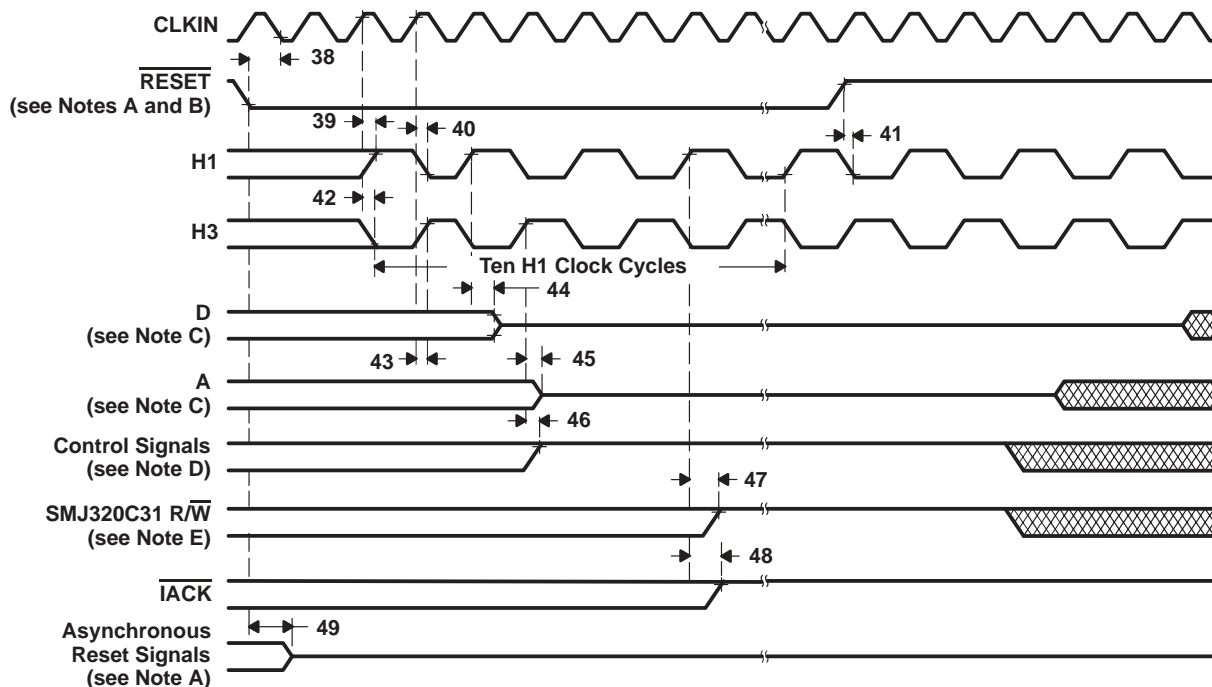 CLKIN
38
RESET
(see Notes A and B)
39
40
41
H1
42
H3
Ten H1 Clock Cycles
44
D
(see Note C)
43
45
A
(see Note C)
46
Control Signals
(see Note D)
47
SMJ320C31 R/W
(see Note E)
48
IACK
49
Asynchronous
Reset Signals
(see Note A)